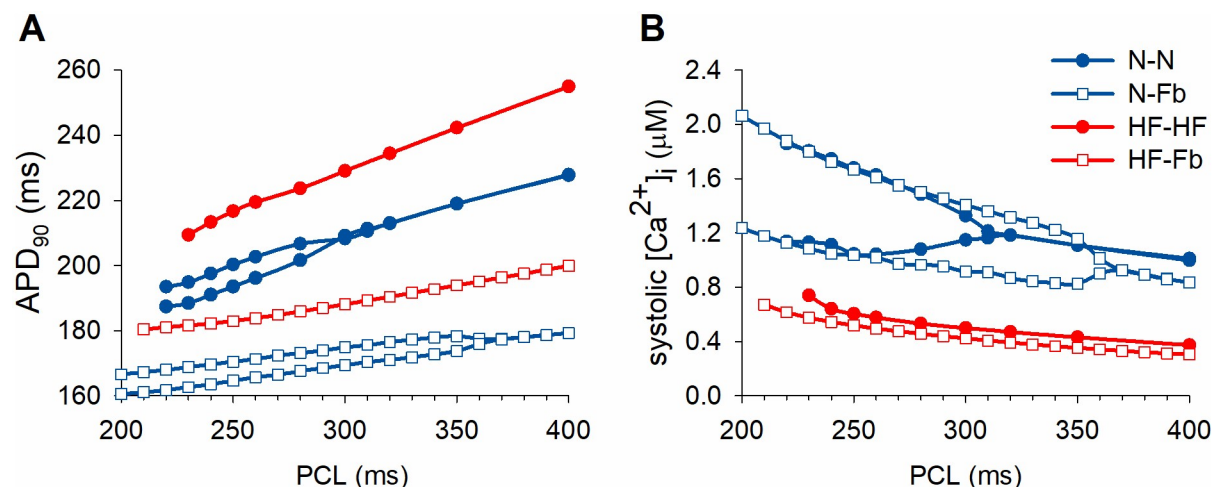 A
APD90 (ms)
260
240
220
200
180
160
200
250
300
350
400
PCL (ms)
B
systolic [Ca2+]i (μM)
2.4
2.0
1.6
1.2
0.8
0.4
0.0
200
250
300
350
400
PCL (ms)
N-N
N-Fb
HF-HF
HF-Fb